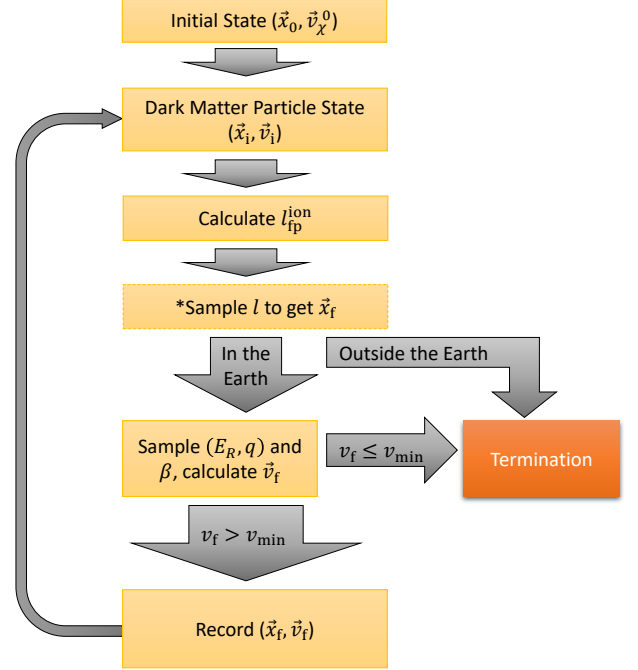 Initial State (x⃗₀, v⃗ᵪ⁰)
Dark Matter Particle State
(x⃗ᵢ, v⃗ᵢ)
Calculate l_fp^ion
*Sample l to get x⃗_f
In the
Earth
Outside the Earth
Sample (E_R, q) and
β, calculate v⃗_f
v_f ≤ v_min
Termination
v_f > v_min
Record (x⃗_f, v⃗_f)